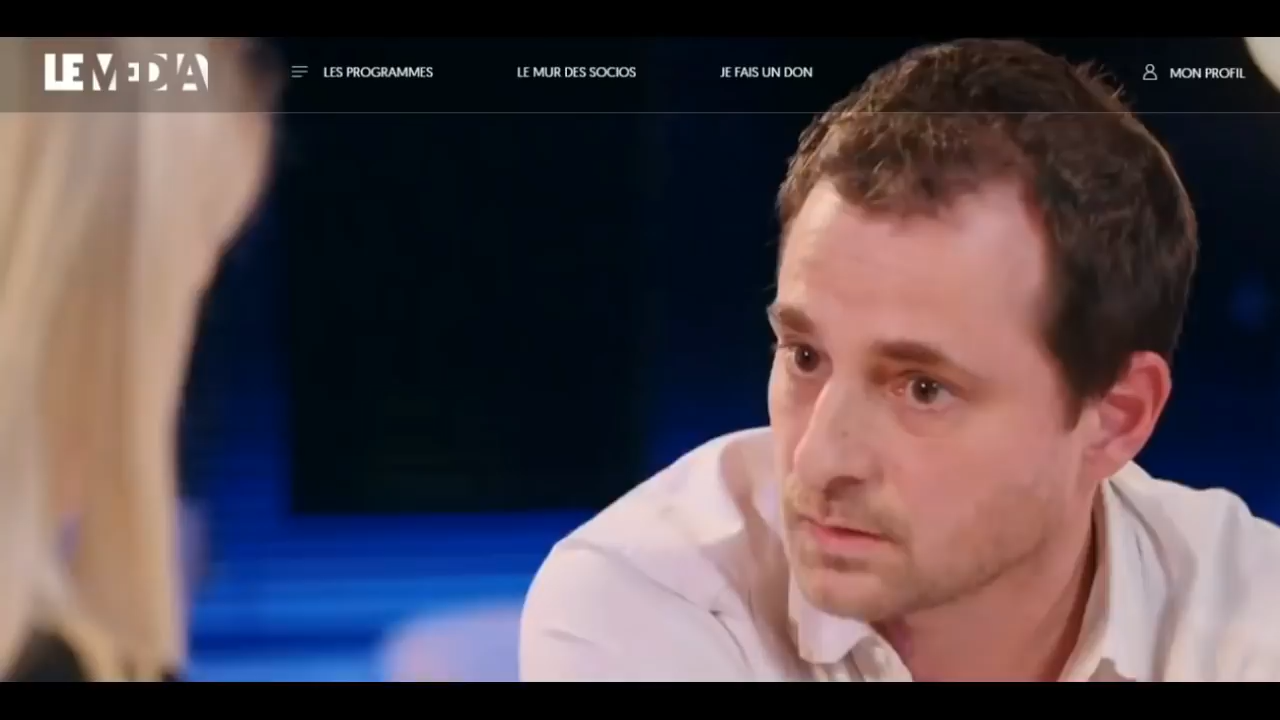 LE MEDIA
LES PROGRAMMES
LE MUR DES SOCIOS
JE FAIS UN DON
MON PROFIL